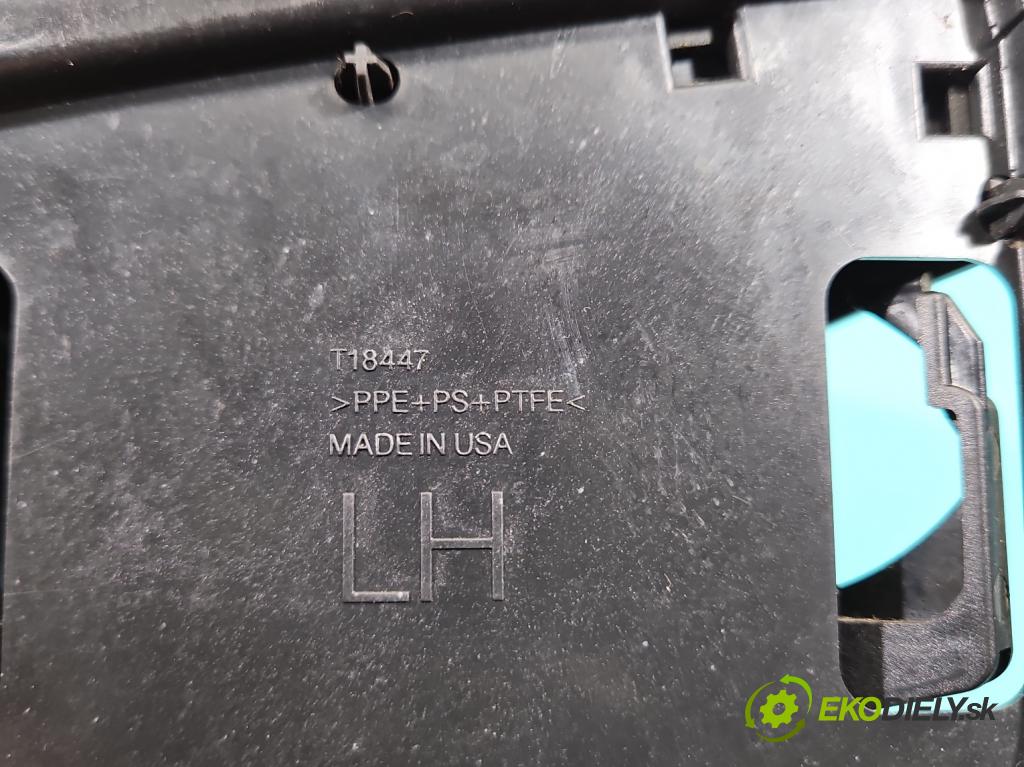 T18447
>PPE+PS+PTFE<
MADE IN USA
LH
EKODIELY.sk